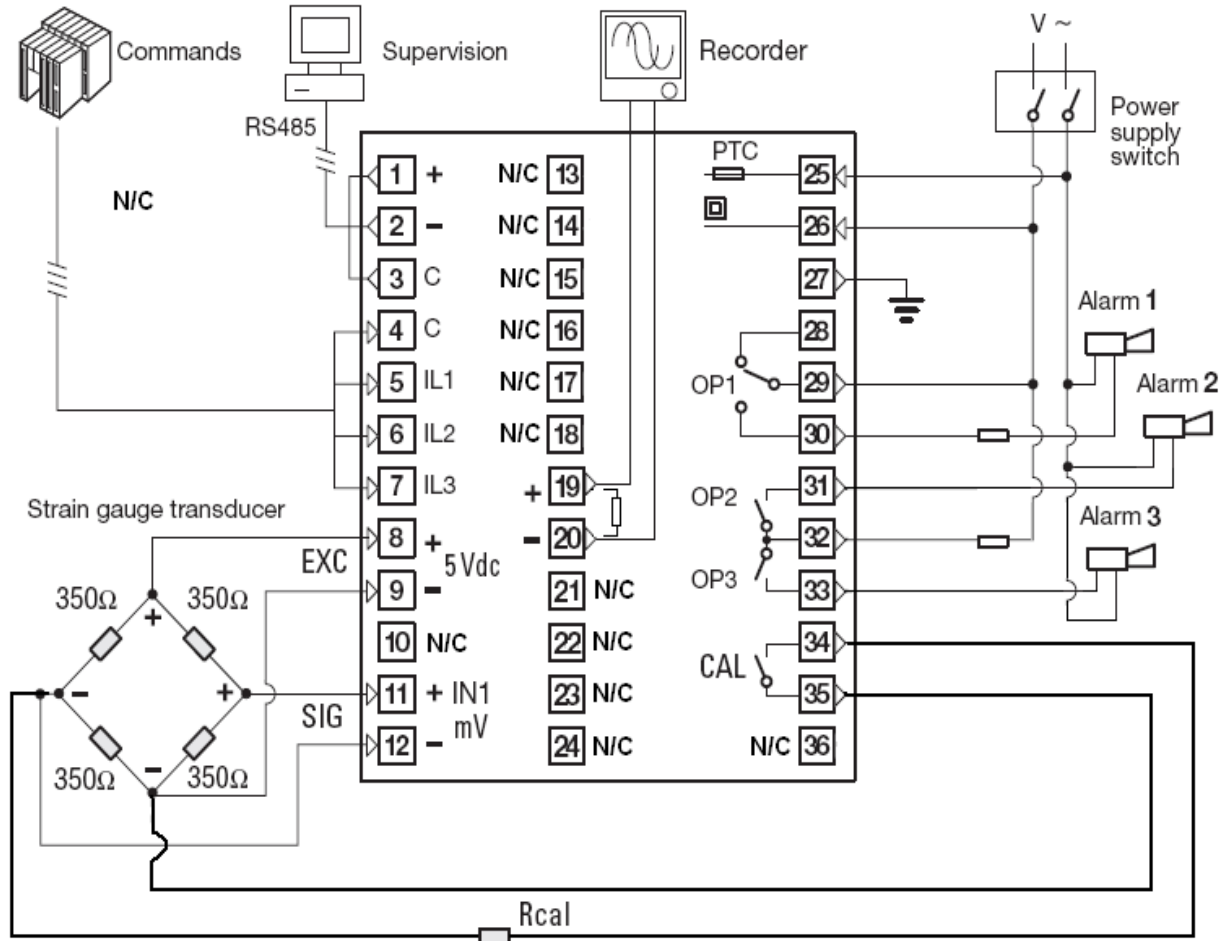 Commands
Supervision
Recorder
V ~
Power
supply
switch
RS485
N/C
PTC
1 +
2 −
3 C
4 C
5 IL1
6 IL2
7 IL3
8 +
9 −
EXC
5Vdc
10 N/C
11 + IN1
mV
12 −
SIG
N/C 13
N/C 14
N/C 15
N/C 16
N/C 17
N/C 18
+ 19
− 20
21 N/C
22 N/C
23 N/C
24 N/C
25
26
27
28
OP1 29
30
31
OP2
32
OP3
33
34
CAL
35
N/C 36
Alarm 1
Alarm 2
Alarm 3
Strain gauge transducer
350Ω 350Ω
+
− +
−
350Ω 350Ω
Rcal